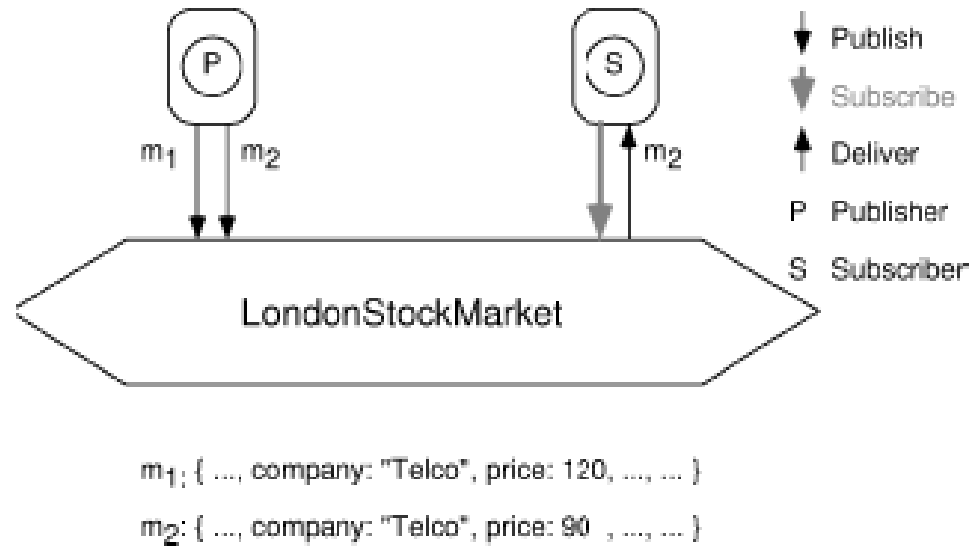 P
S
m1
m2
m2
Publish
Subscribe
Deliver
P Publisher
S Subscriber
LondonStockMarket
m1: { ..., company: "Telco", price: 120, ..., ... }
m2: { ..., company: "Telco", price: 90 , ..., ... }